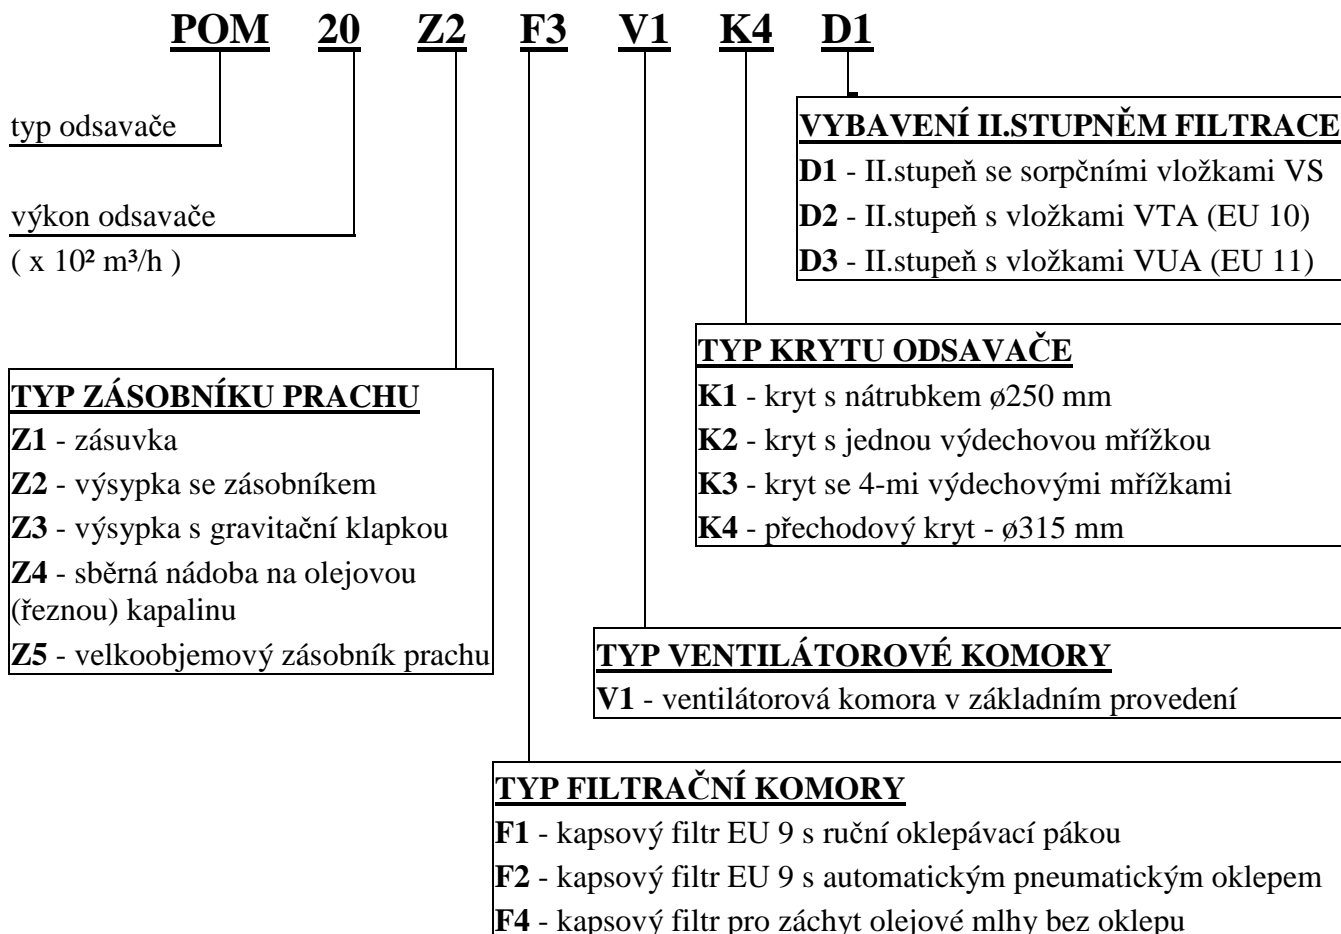 POM 20 Z2 F3 V1 K4 D1
typ odsavače
výkon odsavače
( x 10² m³/h )
VYBAVENÍ II.STUPNĚM FILTRACE
D1 - II.stupeň se sorpčními vložkami VS
D2 - II.stupeň s vložkami VTA (EU 10)
D3 - II.stupeň s vložkami VUA (EU 11)
TYP KRYTU ODSAVAČE
K1 - kryt s nátrubkem ø250 mm
K2 - kryt s jednou výdechovou mřížkou
K3 - kryt se 4-mi výdechovými mřížkami
K4 - přechodový kryt - ø315 mm
TYP ZÁSOBNÍKU PRACHU
Z1 - zásuvka
Z2 - výsypka se zásobníkem
Z3 - výsypka s gravitační klapkou
Z4 - sběrná nádoba na olejovou
(řeznou) kapalinu
Z5 - velkoobjemový zásobník prachu
TYP VENTILÁTOROVÉ KOMORY
V1 - ventilátorová komora v základním provedení
TYP FILTRAČNÍ KOMORY
F1 - kapsový filtr EU 9 s ruční oklepávací pákou
F2 - kapsový filtr EU 9 s automatickým pneumatickým oklepem
F4 - kapsový filtr pro záchyt olejové mlhy bez oklepu